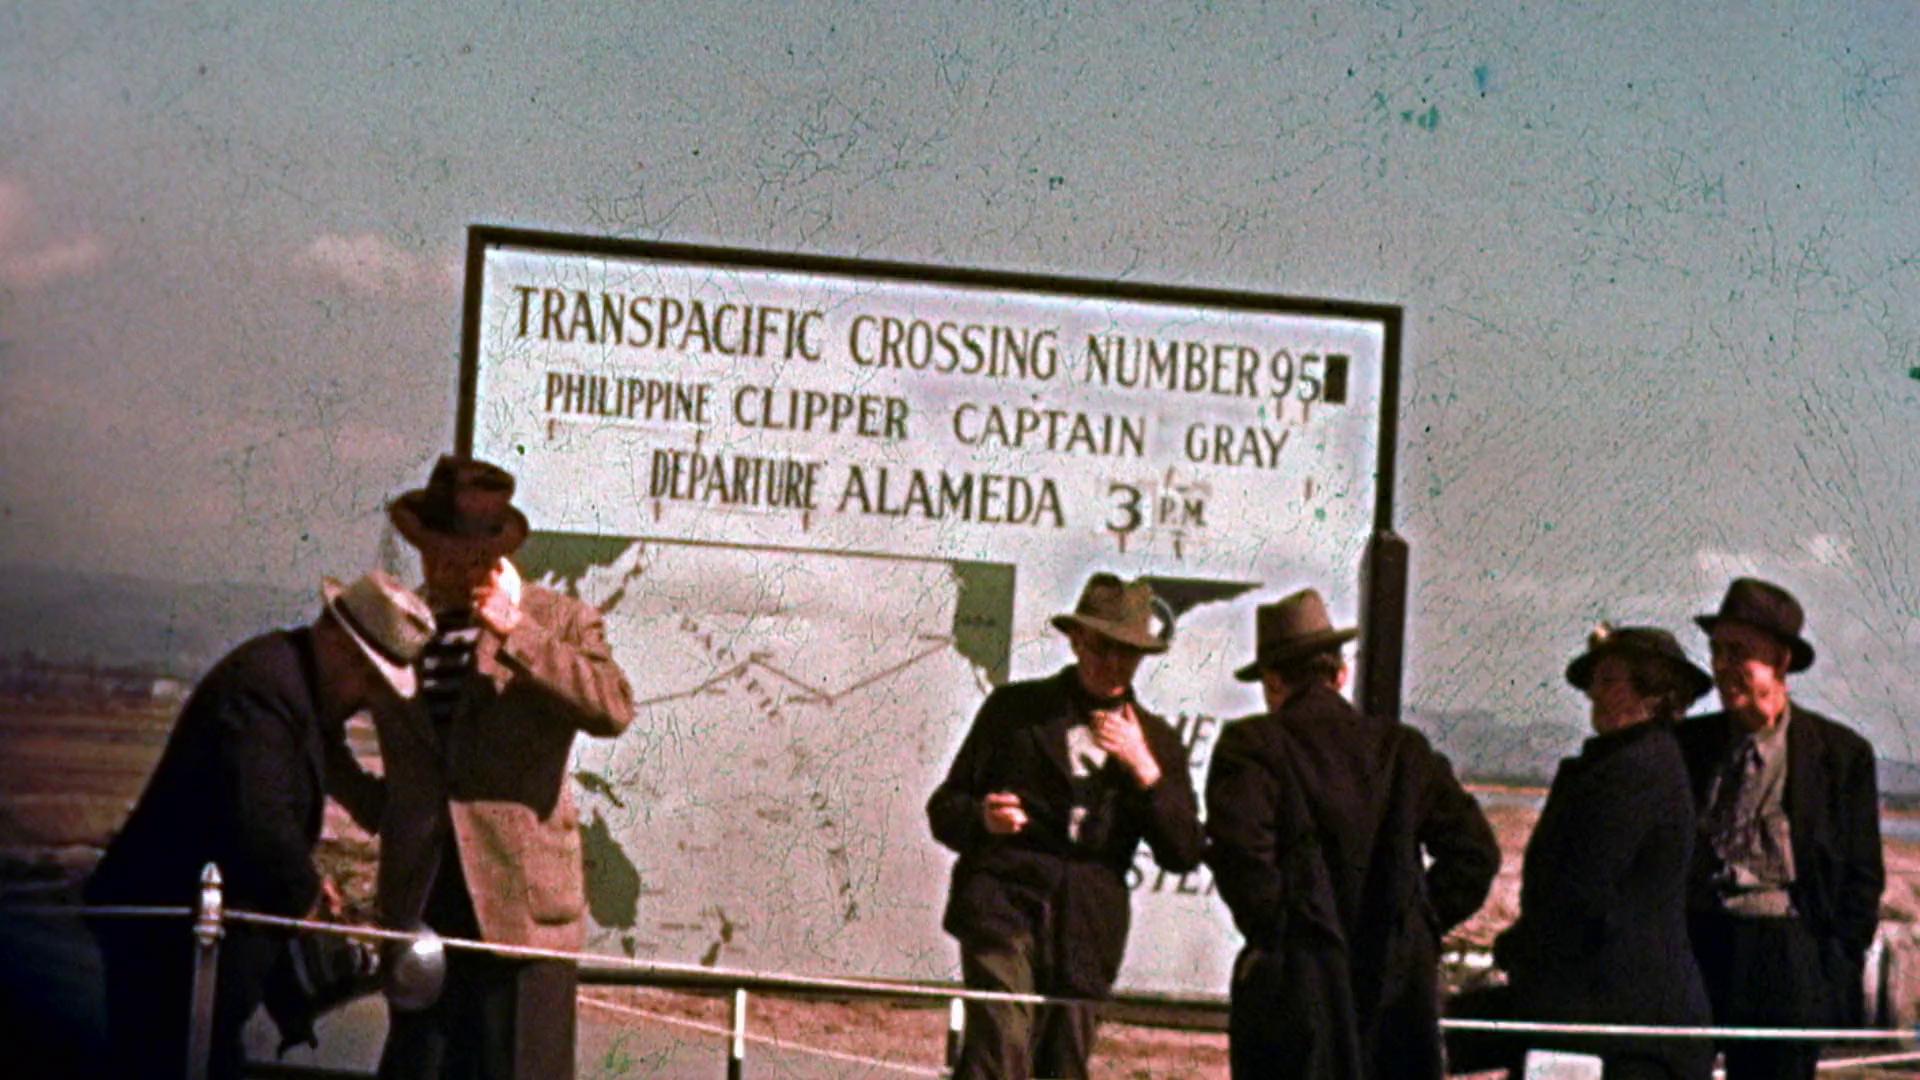 TRANSPACIFIC CROSSING NUMBER 95
PHILIPPINE CLIPPER CAPTAIN GRAY
DEPARTURE ALAMEDA 3 P.M.